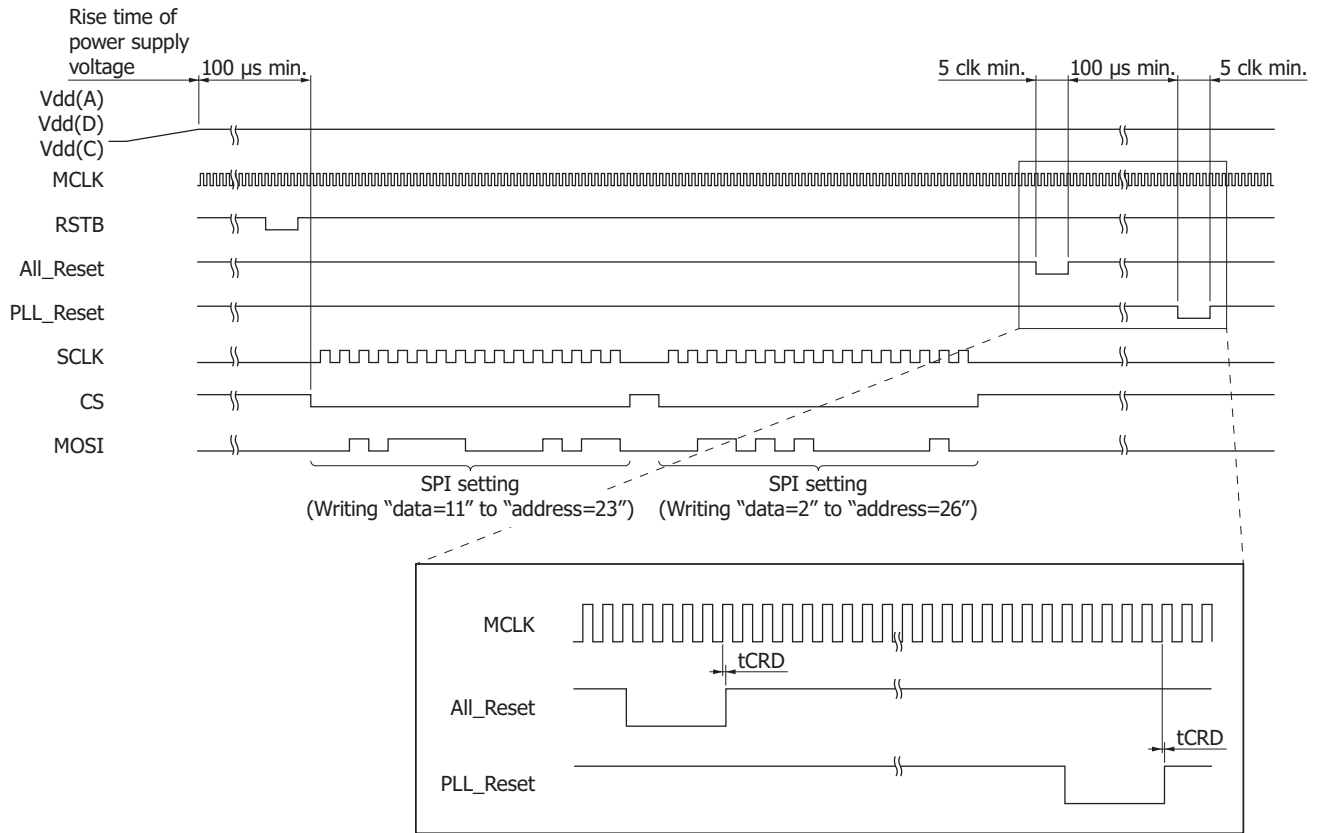 Rise time of
power supply
voltage
100 µs min.
5 clk min.
100 µs min.
5 clk min.
Vdd(A)
Vdd(D)
Vdd(C)
MCLK
RSTB
All_Reset
PLL_Reset
SCLK
CS
MOSI
SPI setting
(Writing “data=11” to “address=23”)
SPI setting
(Writing “data=2” to “address=26”)
MCLK
tCRD
All_Reset
tCRD
PLL_Reset